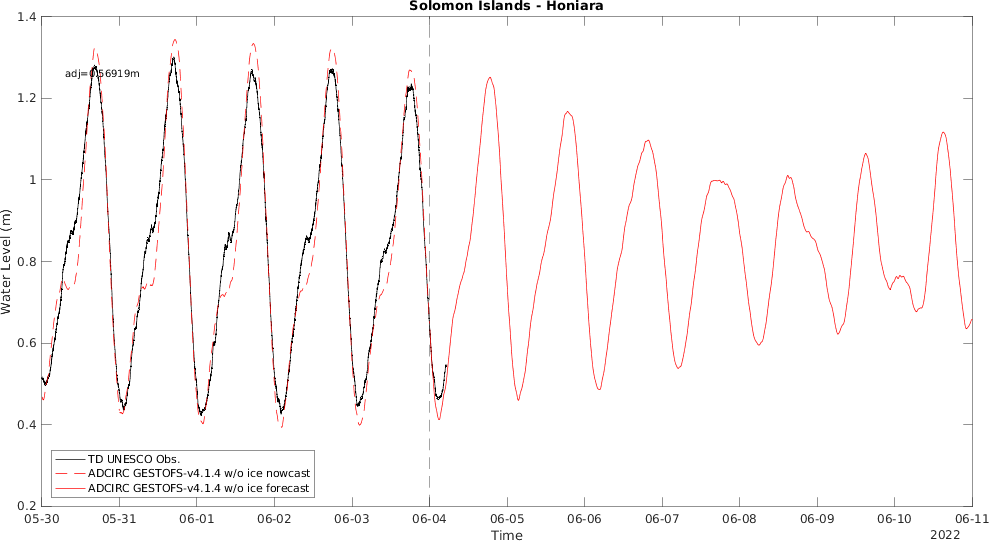 Solomon Islands - Honiara
1.4
1.2
1
0.8
0.6
0.4
0.2
Water Level (m)
adj=0.56919m
TD UNESCO Obs.
ADCIRC GESTOFS-v4.1.4 w/o ice nowcast
ADCIRC GESTOFS-v4.1.4 w/o ice forecast
05-30 05-31 06-01 06-02 06-03 06-04 06-05 06-06 06-07 06-08 06-09 06-10 06-11
Time
2022